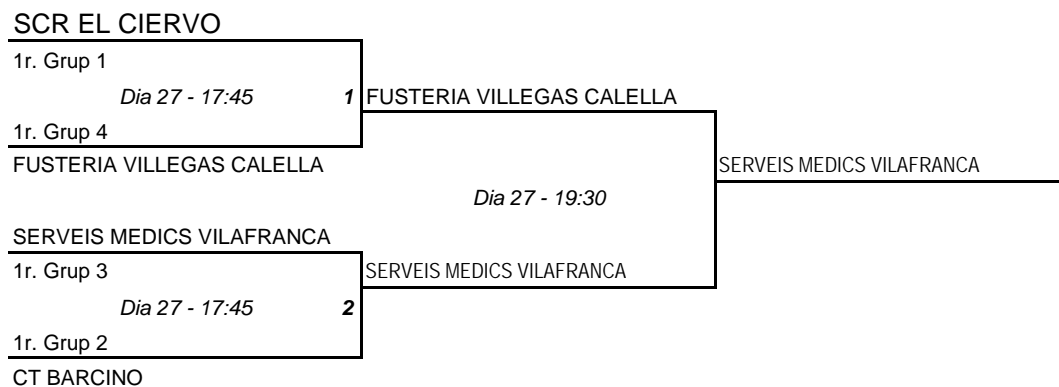 SCR EL CIERVO
1r. Grup 1
Dia 27 - 17:45 1 FUSTERIA VILLEGAS CALELLA
1r. Grup 4
FUSTERIA VILLEGAS CALELLA
SERVEIS MEDICS VILAFRANCA
Dia 27 - 19:30
SERVEIS MEDICS VILAFRANCA
1r. Grup 3
SERVEIS MEDICS VILAFRANCA
Dia 27 - 17:45 2
1r. Grup 2
CT BARCINO